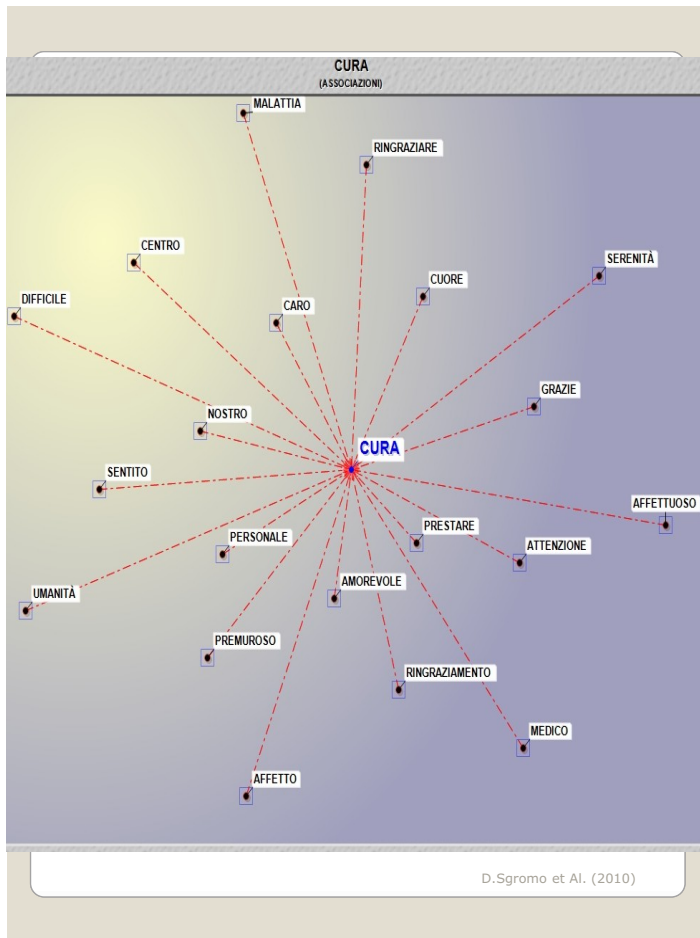 CURA
(ASSOCIAZIONI)
MALATTIA
RINGRAZIARE
CENTRO
SERENITÀ
CUORE
DIFFICILE
CARO
GRAZIE
NOSTRO
CURA
SENTITO
AFFETTUOSO
PRESTARE
PERSONALE
ATTENZIONE
AMOREVOLE
UMANITÀ
PREMUROSO
RINGRAZIAMENTO
MEDICO
AFFETTO
D.Sgromo et Al. (2010)